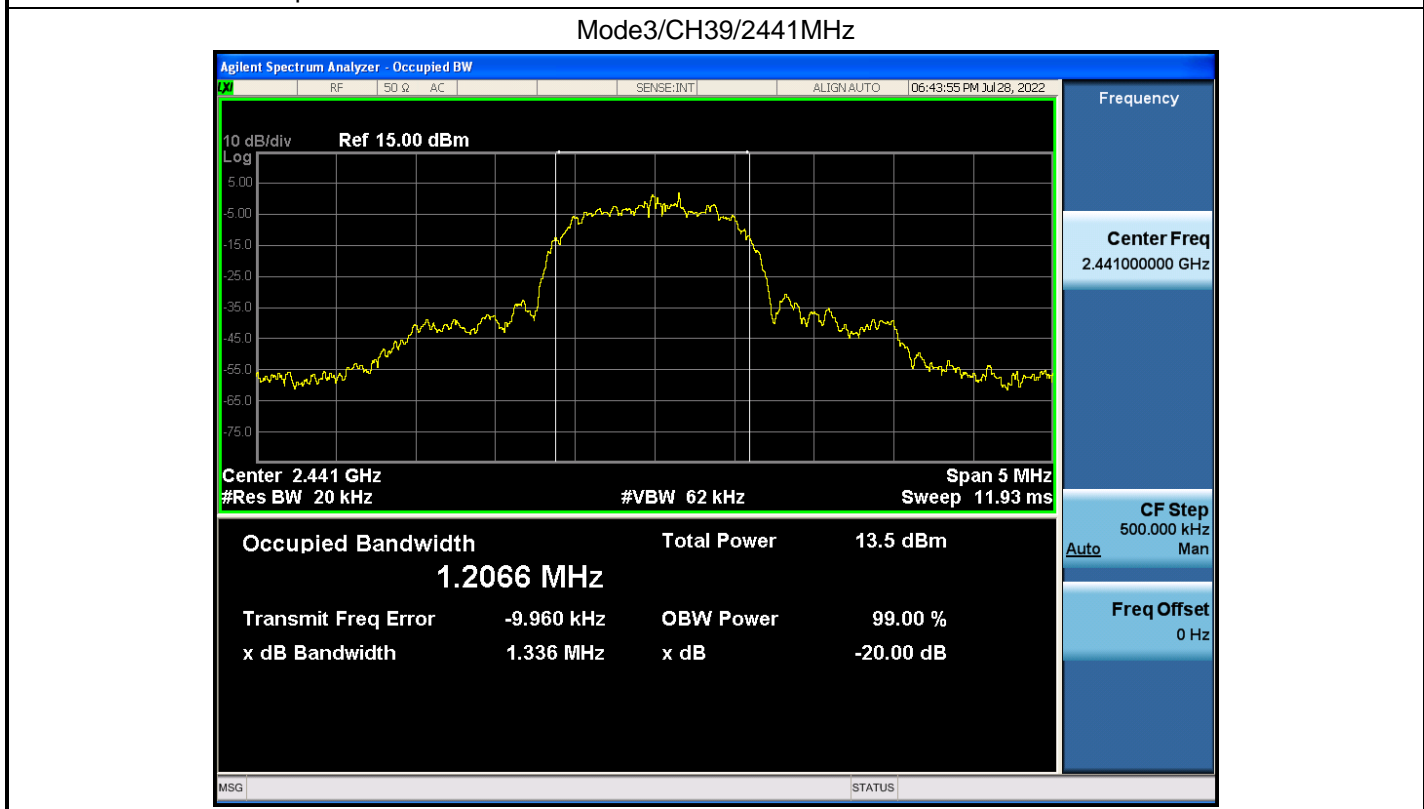 Mode3/CH39/2441MHz
Agilent Spectrum Analyzer - Occupied BW
LXI RF 50 Ω AC SENSE:INT ALIGN AUTO 06:43:55 PM Jul 28, 2022
Frequency
10 dB/div Ref 15.00 dBm
Log
5.00
-5.00
-15.0
-25.0
-35.0
-45.0
-55.0
-65.0
-75.0
Center 2.441 GHz Span 5 MHz
#Res BW 20 kHz #VBW 62 kHz Sweep 11.93 ms
Occupied Bandwidth Total Power 13.5 dBm
1.2066 MHz
Transmit Freq Error -9.960 kHz OBW Power 99.00 %
x dB Bandwidth 1.336 MHz x dB -20.00 dB
Center Freq
2.441000000 GHz
CF Step
500.000 kHz
Auto Man
Freq Offset
0 Hz
MSG STATUS